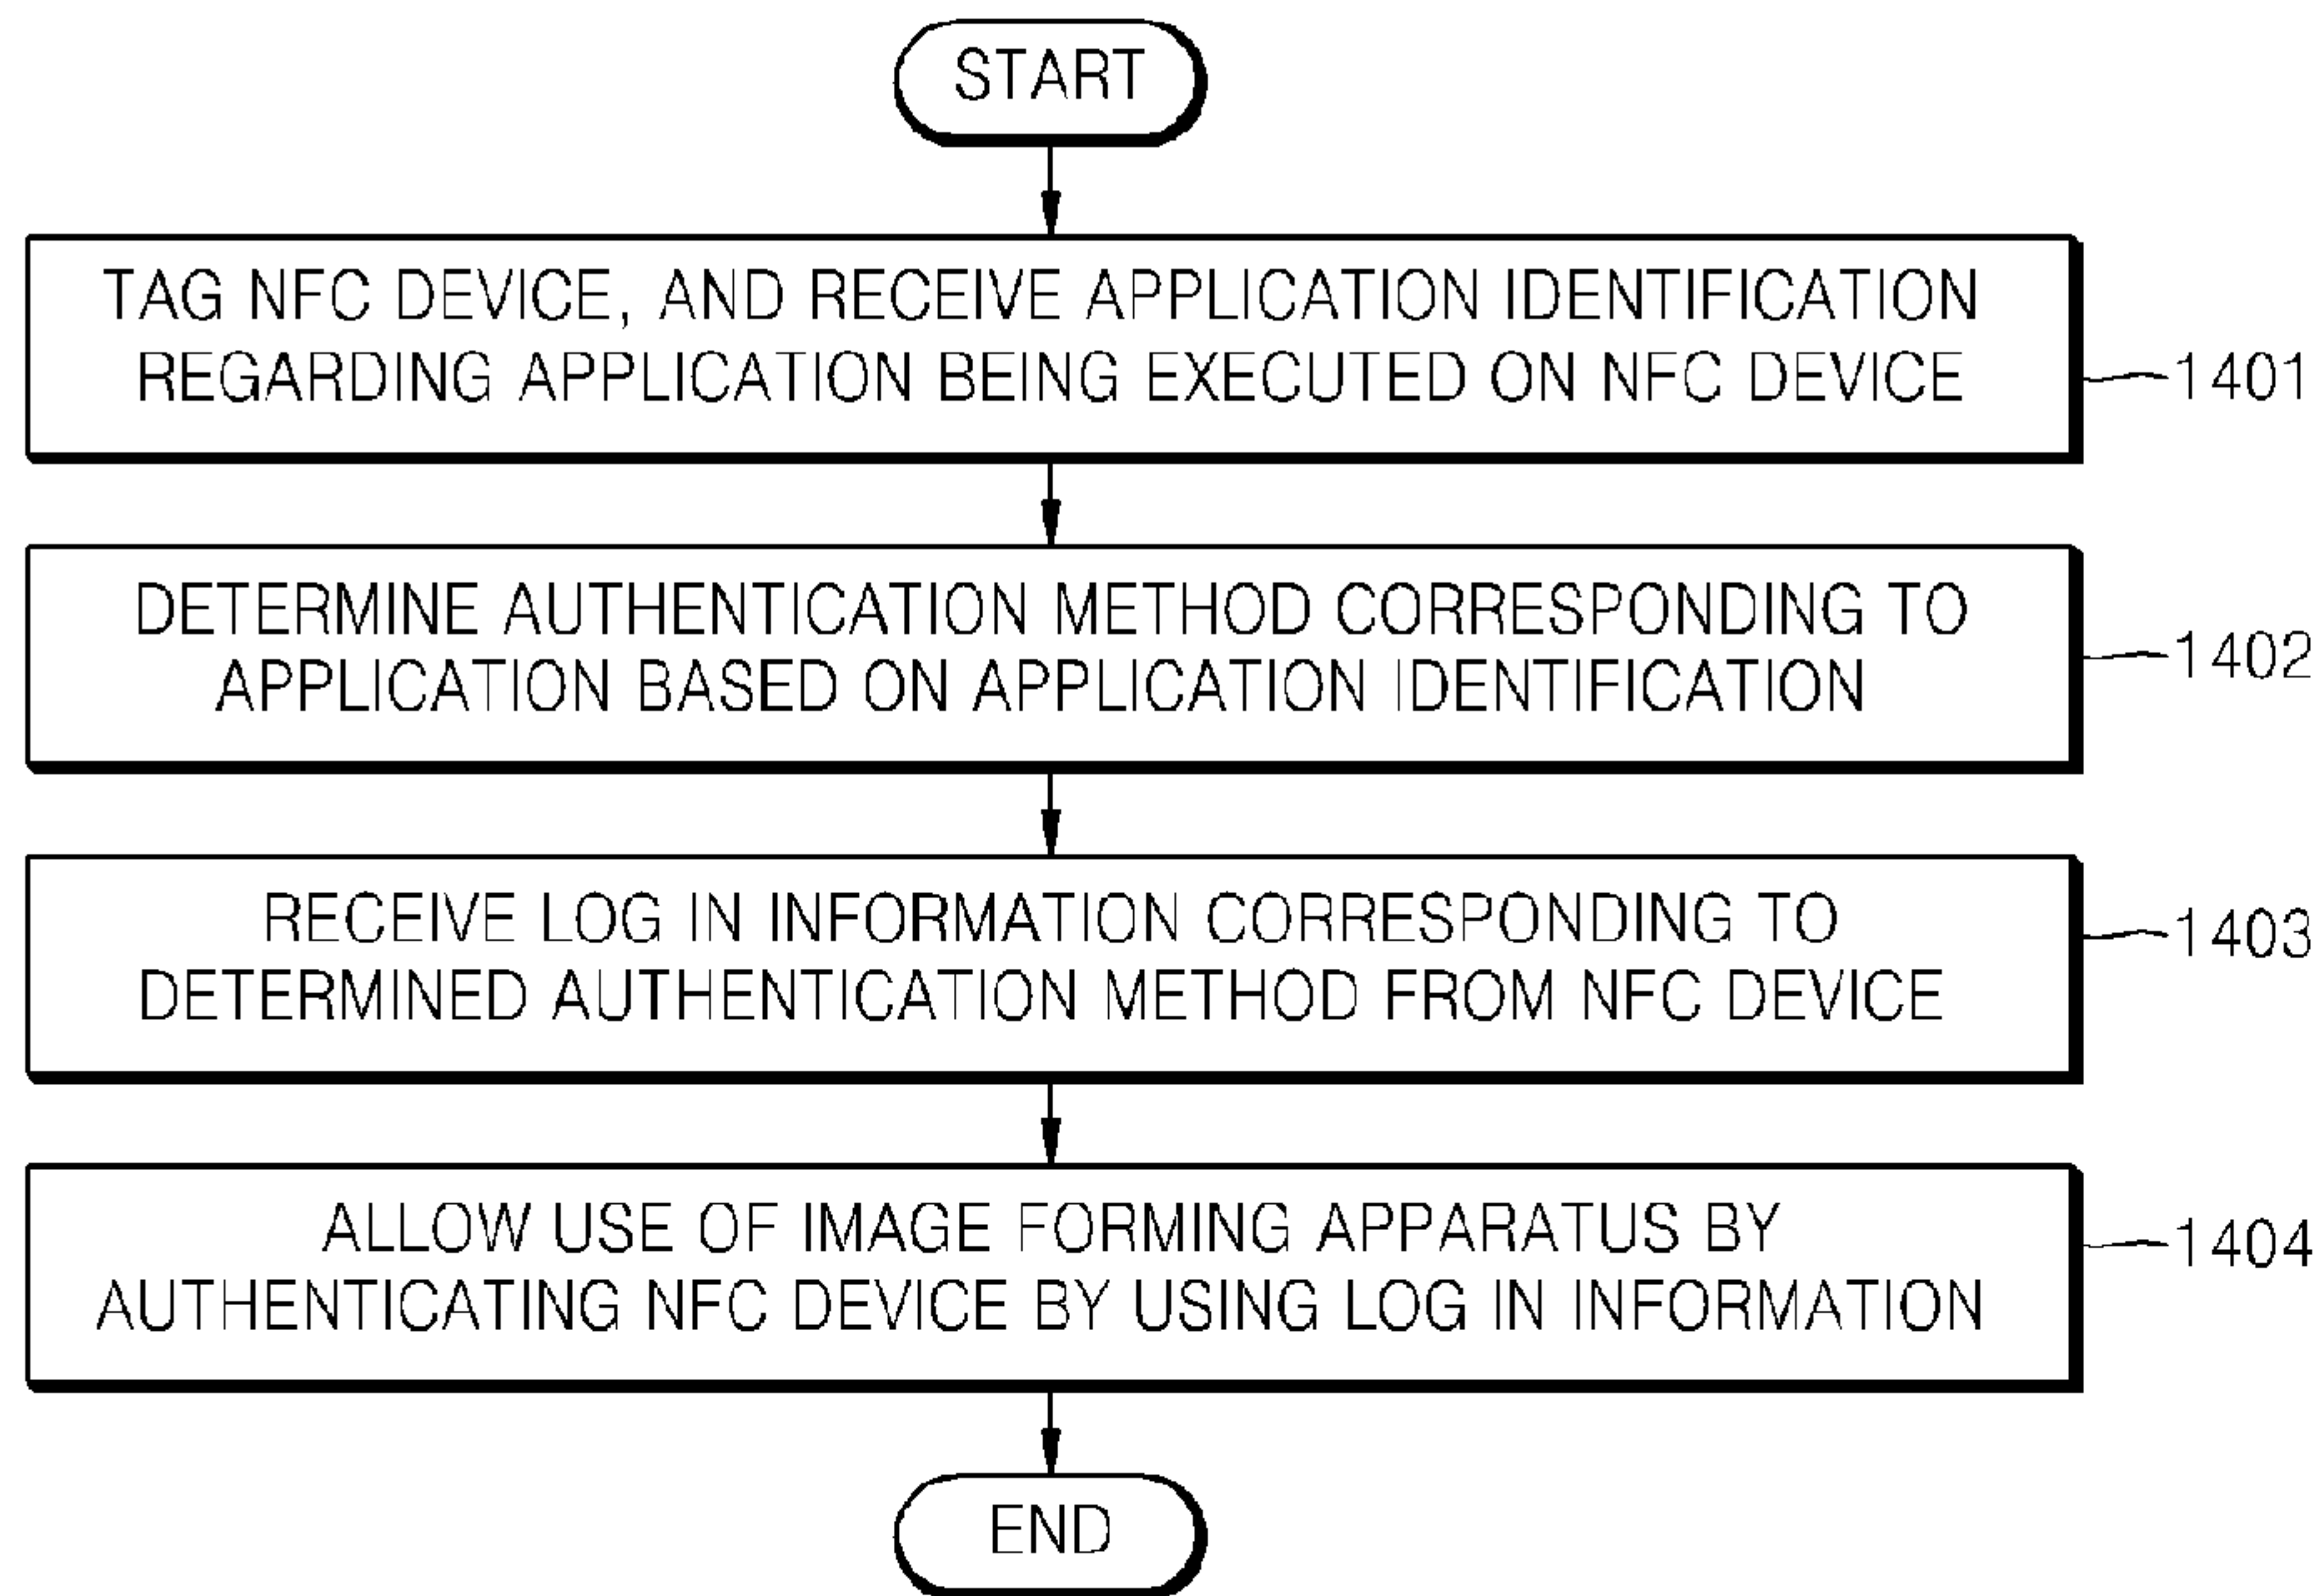 START
TAG NFC DEVICE, AND RECEIVE APPLICATION IDENTIFICATION
REGARDING APPLICATION BEING EXECUTED ON NFC DEVICE
1401
DETERMINE AUTHENTICATION METHOD CORRESPONDING TO
APPLICATION BASED ON APPLICATION IDENTIFICATION
1402
RECEIVE LOG IN INFORMATION CORRESPONDING TO
DETERMINED AUTHENTICATION METHOD FROM NFC DEVICE
1403
ALLOW USE OF IMAGE FORMING APPARATUS BY
AUTHENTICATING NFC DEVICE BY USING LOG IN INFORMATION
1404
END